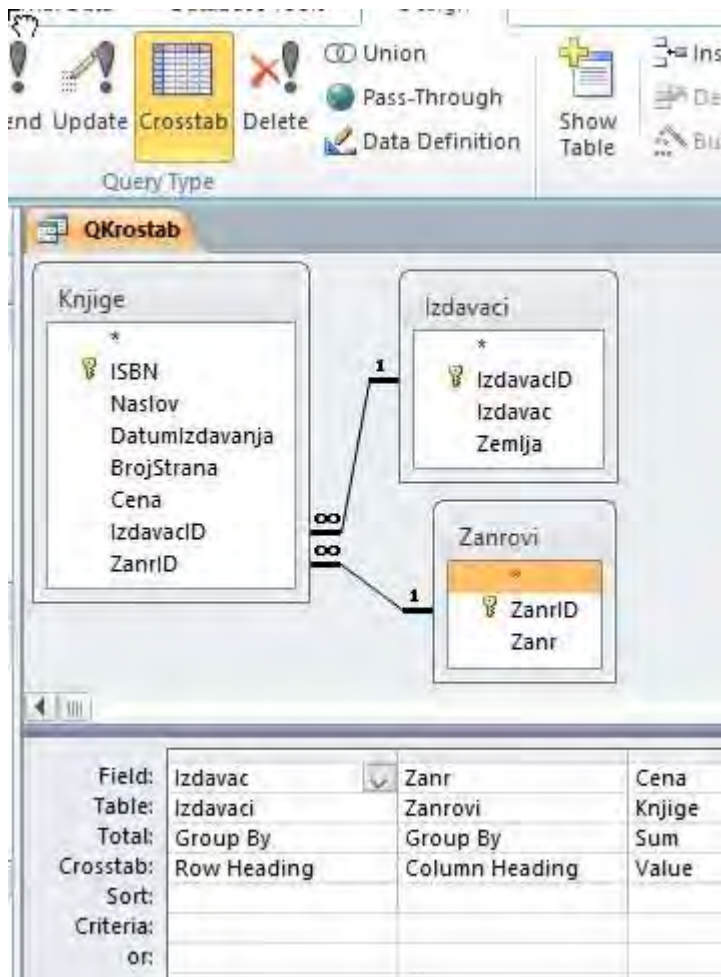 Union
Pass-Through
Data Definition
Update
Crosstab
Delete
Show
Table
Query Type
QKrostab
Knjige
*
ISBN
Naslov
DatumIzdavanja
BrojStrana
Cena
IzdavacID
ZanrID
Izdavaci
*
IzdavacID
Izdavac
Zemlja
Zanrovi
*
ZanrID
Zanr
1
∞
∞
1
Field: Izdavac Zanr Cena
Table: Izdavaci Zanrovi Knjige
Total: Group By Group By Sum
Crosstab: Row Heading Column Heading Value
Sort:
Criteria:
or: